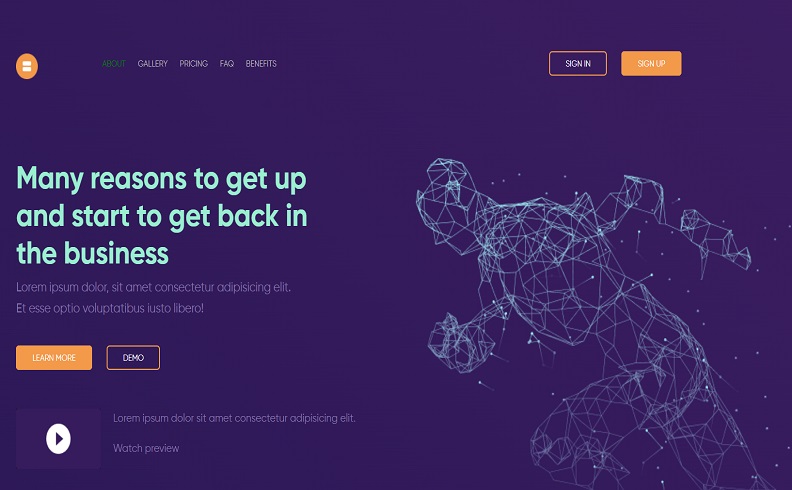 ABOUT GALLERY PRICING FAQ BENEFITS SIGN IN SIGN UP
Many reasons to get up
and start to get back in
the business
Lorem ipsum dolor, sit amet consectetur adipisicing elit.
Et esse optio voluptatibus iusto libero!
LEARN MORE DEMO
Lorem ipsum dolor sit amet consectetur adipisicing elit.
Watch preview